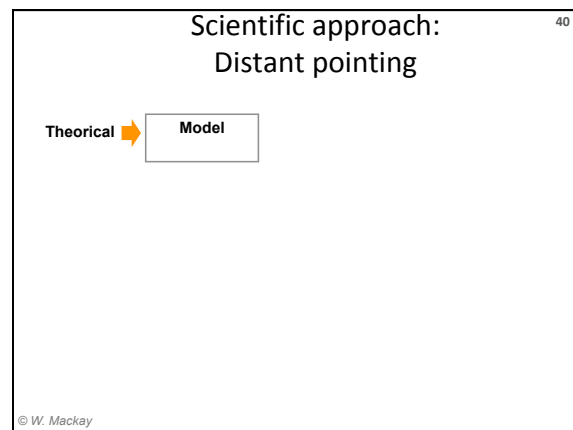 Scientific approach:
Distant pointing
40
Theorical
Model
© W. Mackay